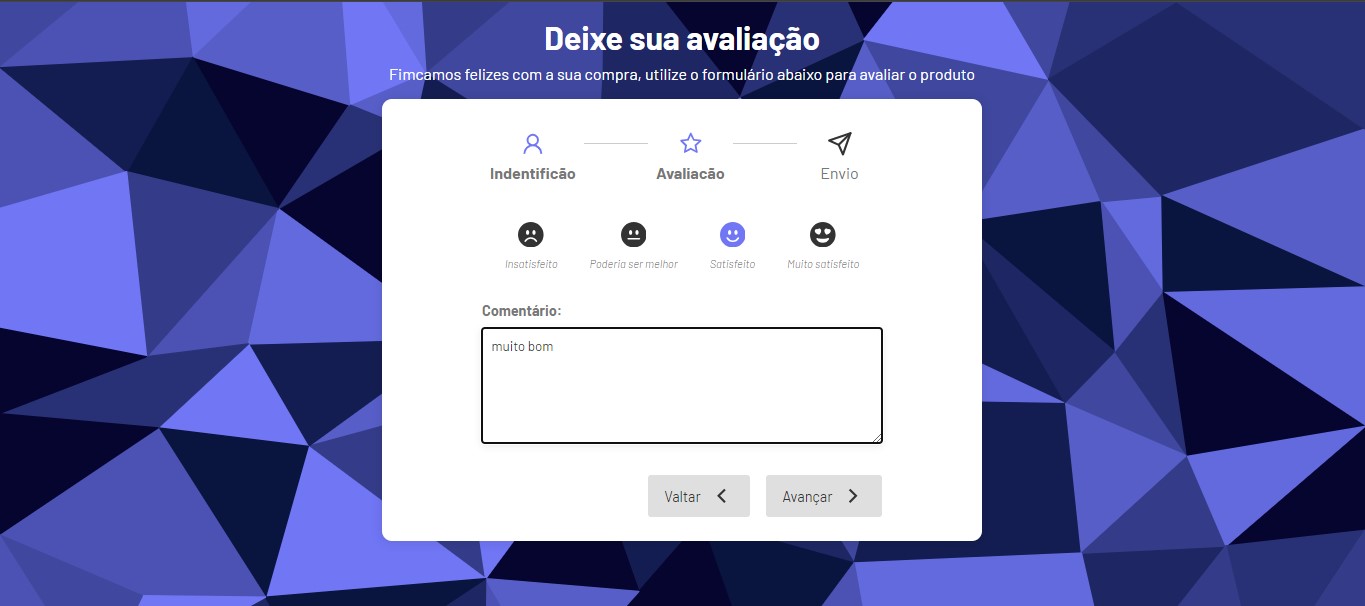 Deixe sua avaliação
Fimcamos felizes com a sua compra, utilize o formulário abaixo para avaliar o produto
Indentificão Avaliacão Envio
Insatisfeito Poderia ser melhor Satisfeito Muito satisfeito
Comentário:
muito bom
Valtar Avançar